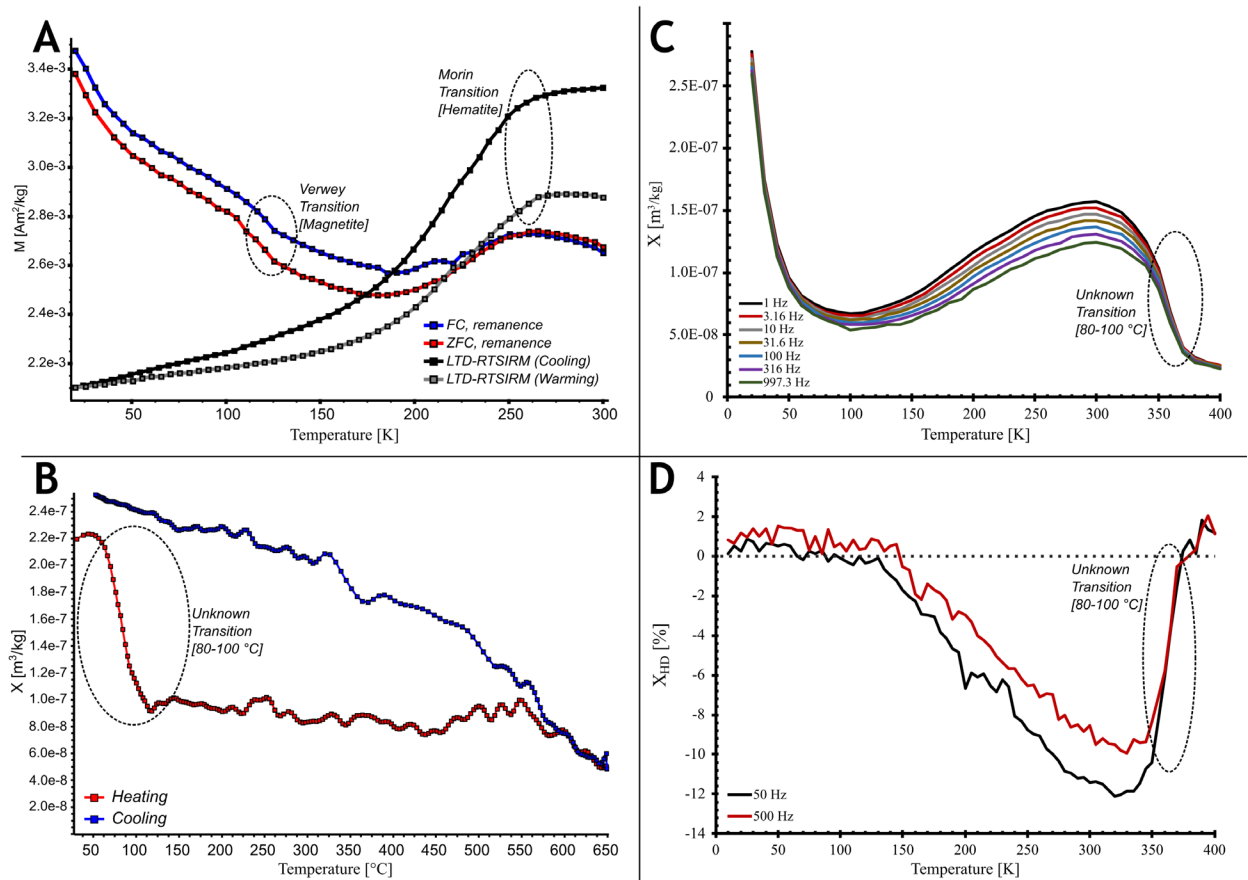 A
3.4e-3
3.2e-3
3.0e-3
2.8e-3
2.6e-3
2.4e-3
2.2e-3
M [Am²/kg]
Morin
Transition
[Hematite]
Verwey
Transition
[Magnetite]
FC, remanence
ZFC, remanence
LTD-RTSIRM (Cooling)
LTD-RTSIRM (Warming)
50 100 150 200 250 300
Temperature [K]
C
2.5E-07
2.0E-07
1.5E-07
1.0E-07
5.0E-08
0
X [m³/kg]
1 Hz
3.16 Hz
10 Hz
31.6 Hz
100 Hz
316 Hz
997.3 Hz
Unknown
Transition
[80-100 °C]
0 50 100 150 200 250 300 350 400
Temperature [K]
B
2.4e-7
2.2e-7
2.0e-7
1.8e-7
1.6e-7
1.4e-7
1.2e-7
1.0e-7
8.0e-8
6.0e-8
4.0e-8
2.0e-8
X [m³/kg]
Unknown
Transition
[80-100 °C]
Heating
Cooling
50 100 150 200 250 300 350 400 450 500 550 600 650
Temperature [°C]
D
4
2
0
-2
-4
-6
-8
-10
-12
-14
X_HD [%]
Unknown
Transition
[80-100 °C]
50 Hz
500 Hz
0 50 100 150 200 250 300 350 400
Temperature [K]